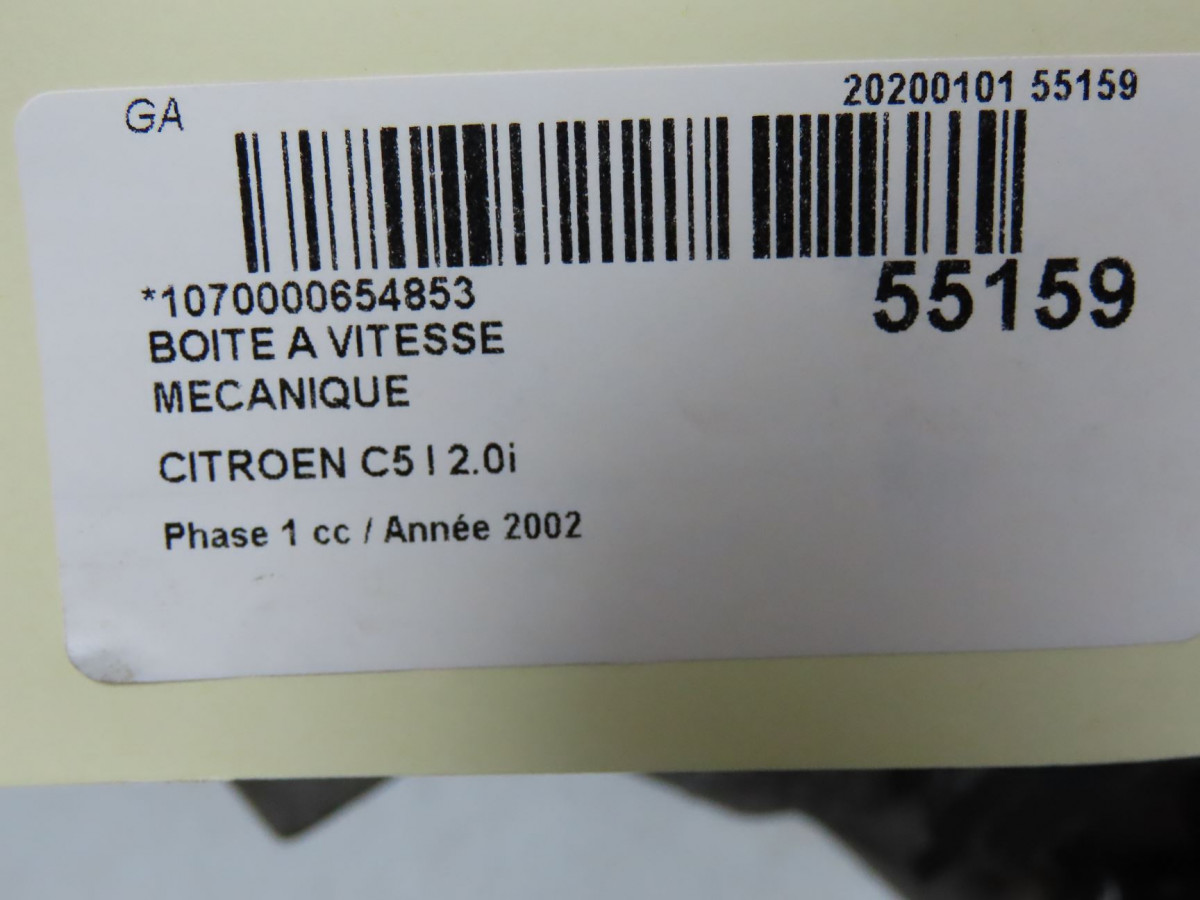 GA
20200101 55159
*1070000654853
55159
BOITE A VITESSE
MECANIQUE
CITROEN C5 I 2.0i
Phase 1 cc / Année 2002